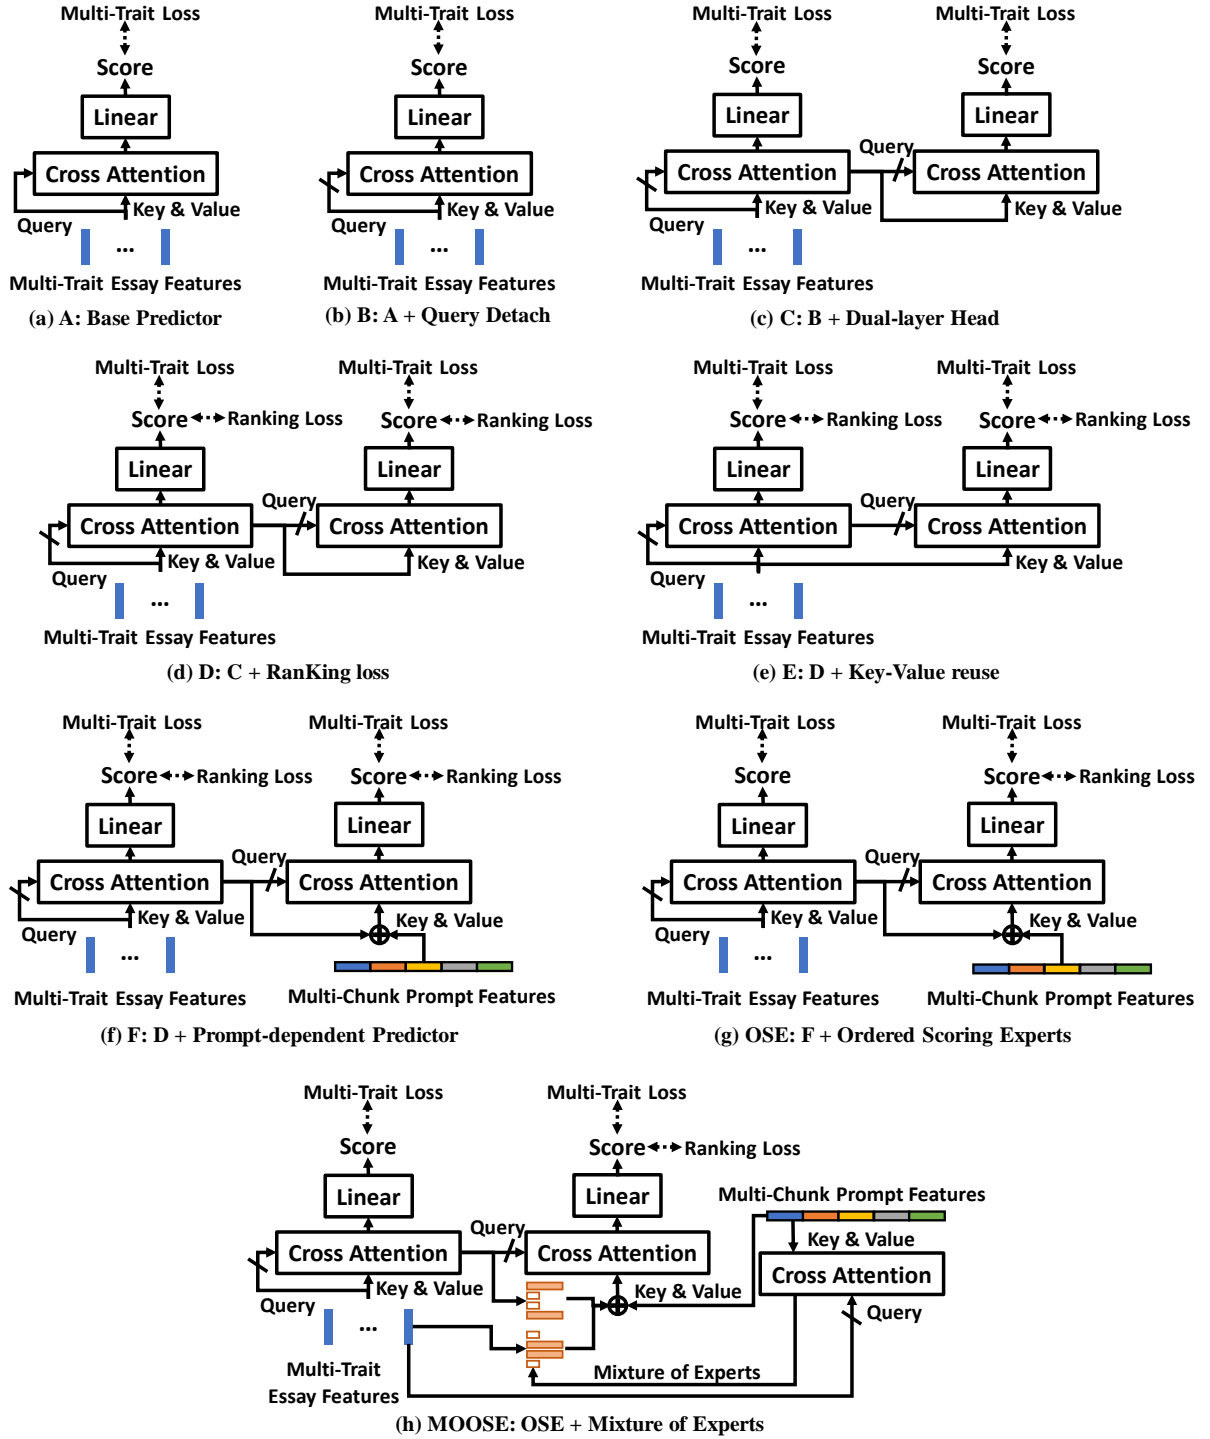 Multi-Trait Loss
Score
Linear
Cross Attention
Query
Key & Value
...
Multi-Trait Essay Features
(a) A: Base Predictor
Multi-Trait Loss
Score
Linear
Cross Attention
Query
Key & Value
...
Multi-Trait Essay Features
(b) B: A + Query Detach
Multi-Trait Loss
Multi-Trait Loss
Score
Score
Linear
Linear
Query
Cross Attention
Cross Attention
Query
Key & Value
Key & Value
...
Multi-Trait Essay Features
(c) C: B + Dual-layer Head
Multi-Trait Loss
Multi-Trait Loss
Score
Ranking Loss
Score
Ranking Loss
Linear
Linear
Query
Cross Attention
Cross Attention
Query
Key & Value
Key & Value
...
Multi-Trait Essay Features
(d) D: C + RanKing loss
Multi-Trait Loss
Multi-Trait Loss
Score
Ranking Loss
Score
Ranking Loss
Linear
Linear
Query
Cross Attention
Cross Attention
Query
Key & Value
...
Multi-Trait Essay Features
(e) E: D + Key-Value reuse
Multi-Trait Loss
Multi-Trait Loss
Score
Ranking Loss
Score
Ranking Loss
Linear
Linear
Query
Cross Attention
Cross Attention
Query
Key & Value
Key & Value
...
Multi-Trait Essay Features
Multi-Chunk Prompt Features
(f) F: D + Prompt-dependent Predictor
Multi-Trait Loss
Multi-Trait Loss
Score
Score
Ranking Loss
Linear
Linear
Query
Cross Attention
Cross Attention
Query
Key & Value
Key & Value
...
Multi-Trait Essay Features
Multi-Chunk Prompt Features
(g) OSE: F + Ordered Scoring Experts
Multi-Trait Loss
Multi-Trait Loss
Score
Score
Ranking Loss
Linear
Linear
Multi-Chunk Prompt Features
Query
Key & Value
Cross Attention
Cross Attention
Cross Attention
Query
Key & Value
Key & Value
Query
...
Multi-Trait
Essay Features
Mixture of Experts
(h) MOOSE: OSE + Mixture of Experts